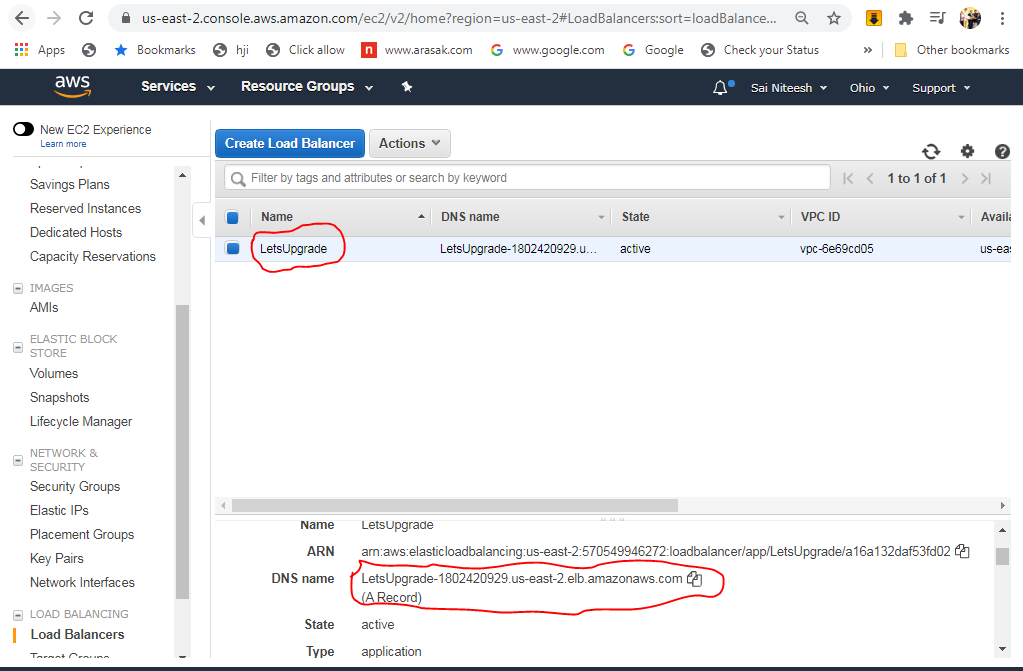 us-east-2.console.aws.amazon.com/ec2/v2/home?region=us-east-2#LoadBalancers:sort=loadBalance...
Apps Bookmarks hji Click allow n www.arasak.com G www.google.com G Google Check your Status » Other bookmarks
aws Services Resource Groups Sai Niteesh Ohio Support
New EC2 Experience
Learn more
Savings Plans
Reserved Instances
Dedicated Hosts
Capacity Reservations
IMAGES
AMIs
ELASTIC BLOCK
STORE
Volumes
Snapshots
Lifecycle Manager
NETWORK &
SECURITY
Security Groups
Elastic IPs
Placement Groups
Key Pairs
Network Interfaces
LOAD BALANCING
Load Balancers
Target Groups
Create Load Balancer Actions
Filter by tags and attributes or search by keyword 1 to 1 of 1
Name DNS name State VPC ID Availa
LetsUpgrade LetsUpgrade-1802420929.u... active vpc-6e69cd05 us-eas
Name LetsUpgrade
ARN arn:aws:elasticloadbalancing:us-east-2:570549946272:loadbalancer/app/LetsUpgrade/a16a132daf53fd02
DNS name LetsUpgrade-1802420929.us-east-2.elb.amazonaws.com
(A Record)
State active
Type application